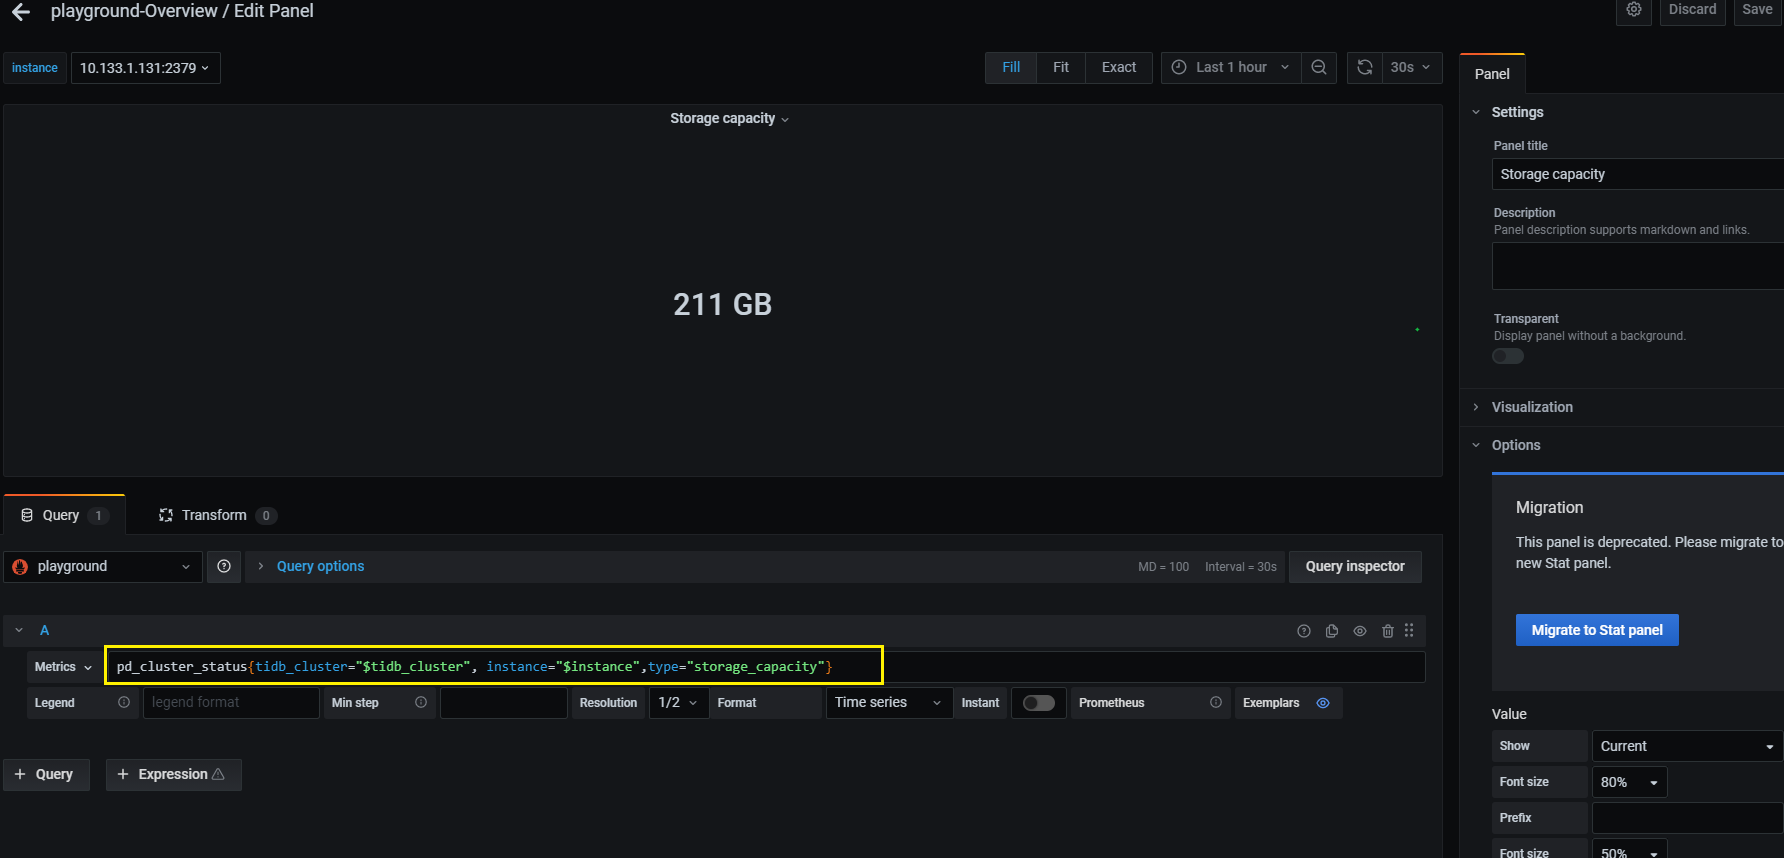 playground-Overview / Edit Panel
Discard
Save
instance
10.133.1.131:2379
Fill
Fit
Exact
Last 1 hour
30s
Storage capacity
211 GB
Query 1
Transform 0
playground
Query options
MD = 100
Interval = 30s
Query inspector
A
Metrics
pd_cluster_status{tidb_cluster="$tidb_cluster", instance="$instance",type="storage_capacity"}
Legend
legend format
Min step
Resolution
1/2
Format
Time series
Instant
Prometheus
Exemplars
+ Query
+ Expression
Panel
Settings
Panel title
Storage capacity
Description
Panel description supports markdown and links.
Transparent
Display panel without a background.
Visualization
Options
Migration
This panel is deprecated. Please migrate to
new Stat panel.
Migrate to Stat panel
Value
Show
Current
Font size
80%
Prefix
Font size
50%